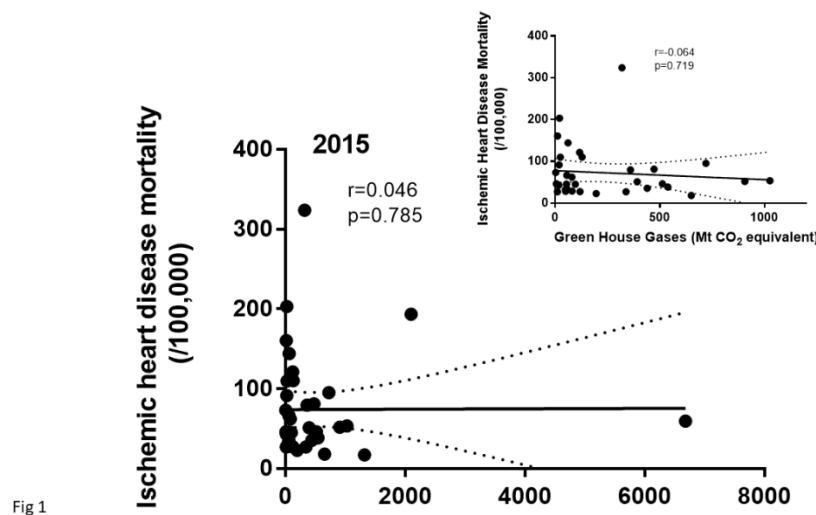 Ischemic Heart Disease Mortality
(/100,000)
400
300
200
100
0
r=-0.064
p=0.719
0
500
1000
Green House Gases (Mt CO₂ equivalent)
Ischemic heart disease mortality
(/100,000)
2015
r=0.046
p=0.785
400
300
200
100
0
0
2000
4000
6000
8000
Fig 1